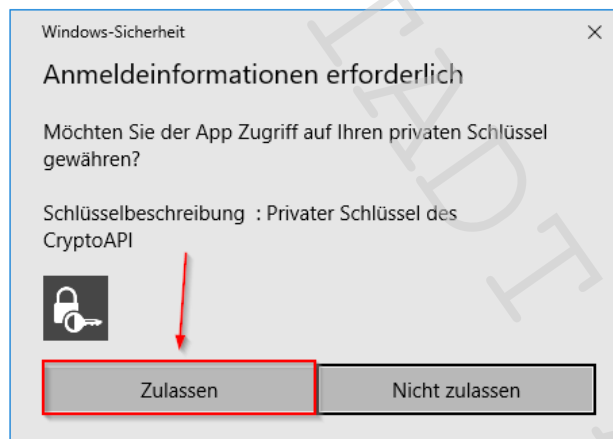 Windows-Sicherheit
Anmeldeinformationen erforderlich
Möchten Sie der App Zugriff auf Ihren privaten Schlüssel
gewähren?
Schlüsselbeschreibung : Privater Schlüssel des
CryptoAPI
Zulassen
Nicht zulassen